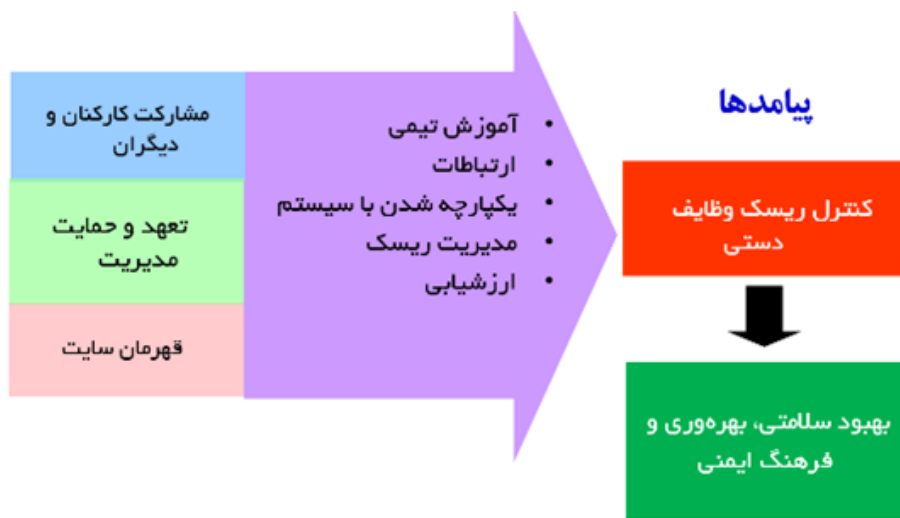 مشارکت کارکنان و
دیگران
تعهد و حمایت
مدیریت
قهرمان سایت
• آموزش تیمی
• ارتباطات
• یکپارچه شدن با سیستم
• مدیریت ریسک
• ارزشیابی
پیامدها
کنترل ریسک وظایف
دستی
بهبود سلامتی، بهره‌وری و
فرهنگ ایمنی